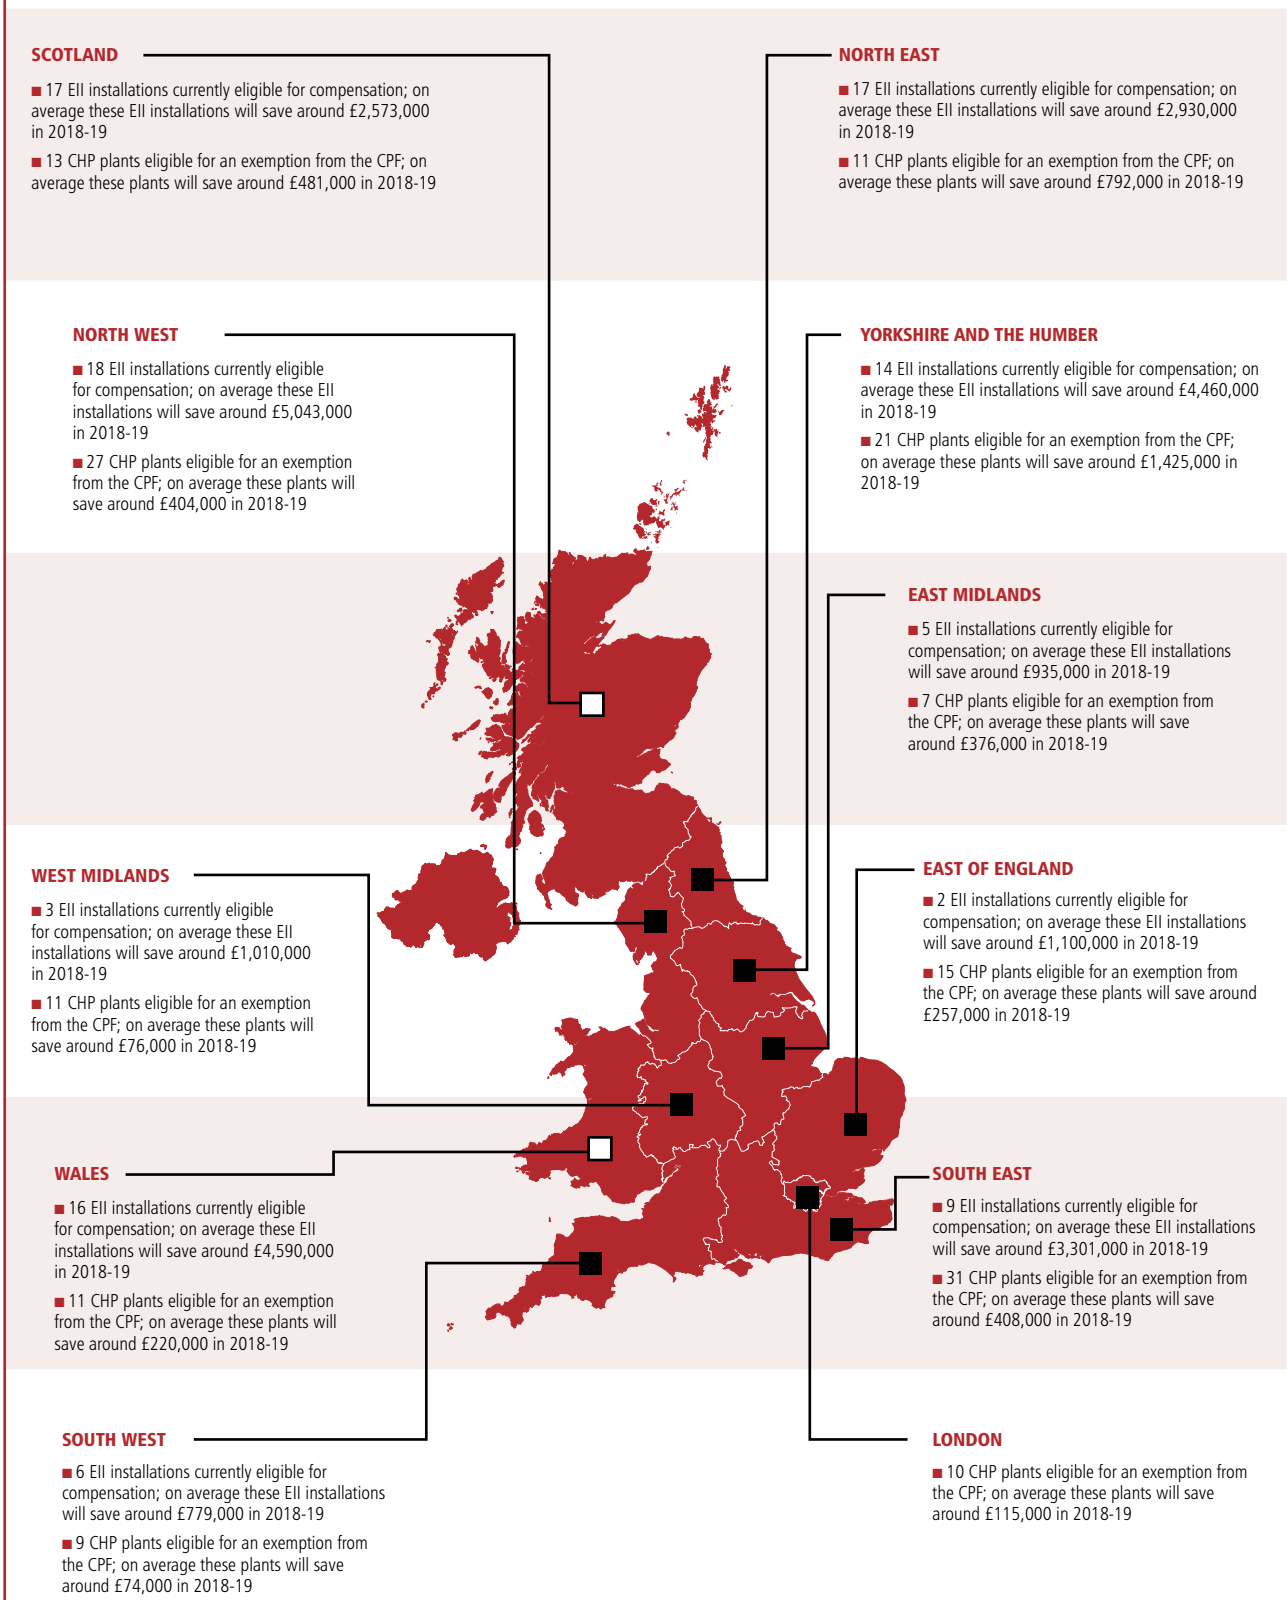 SCOTLAND
■ 17 EII installations currently eligible for compensation; on
average these EII installations will save around £2,573,000
in 2018-19
■ 13 CHP plants eligible for an exemption from the CPF; on
average these plants will save around £481,000 in 2018-19
NORTH EAST
■ 17 EII installations currently eligible for compensation; on
average these EII installations will save around £2,930,000
in 2018-19
■ 11 CHP plants eligible for an exemption from the CPF; on
average these plants will save around £792,000 in 2018-19
NORTH WEST
■ 18 EII installations currently eligible
for compensation; on average these EII
installations will save around £5,043,000
in 2018-19
■ 27 CHP plants eligible for an exemption
from the CPF; on average these plants will
save around £404,000 in 2018-19
YORKSHIRE AND THE HUMBER
■ 14 EII installations currently eligible for compensation; on
average these EII installations will save around £4,460,000
in 2018-19
■ 21 CHP plants eligible for an exemption from the CPF;
on average these plants will save around £1,425,000 in
2018-19
EAST MIDLANDS
■ 5 EII installations currently eligible for
compensation; on average these EII installations
will save around £935,000 in 2018-19
■ 7 CHP plants eligible for an exemption from
the CPF; on average these plants will save
around £376,000 in 2018-19
WEST MIDLANDS
■ 3 EII installations currently eligible
for compensation; on average these EII
installations will save around £1,010,000
in 2018-19
■ 11 CHP plants eligible for an exemption
from the CPF; on average these plants will
save around £76,000 in 2018-19
EAST OF ENGLAND
■ 2 EII installations currently eligible for
compensation; on average these EII installations
will save around £1,100,000 in 2018-19
■ 15 CHP plants eligible for an exemption from
the CPF; on average these plants will save around
£257,000 in 2018-19
WALES
■ 16 EII installations currently eligible
for compensation; on average these EII
installations will save around £4,590,000
in 2018-19
■ 11 CHP plants eligible for an exemption
from the CPF; on average these plants will
save around £220,000 in 2018-19
SOUTH EAST
■ 9 EII installations currently eligible for
compensation; on average these EII installations
will save around £3,301,000 in 2018-19
■ 31 CHP plants eligible for an exemption from
the CPF; on average these plants will save
around £408,000 in 2018-19
SOUTH WEST
■ 6 EII installations currently eligible for
compensation; on average these EII installations
will save around £779,000 in 2018-19
■ 9 CHP plants eligible for an exemption from
the CPF; on average these plants will save
around £74,000 in 2018-19
LONDON
■ 10 CHP plants eligible for an exemption from
the CPF; on average these plants will save
around £115,000 in 2018-19